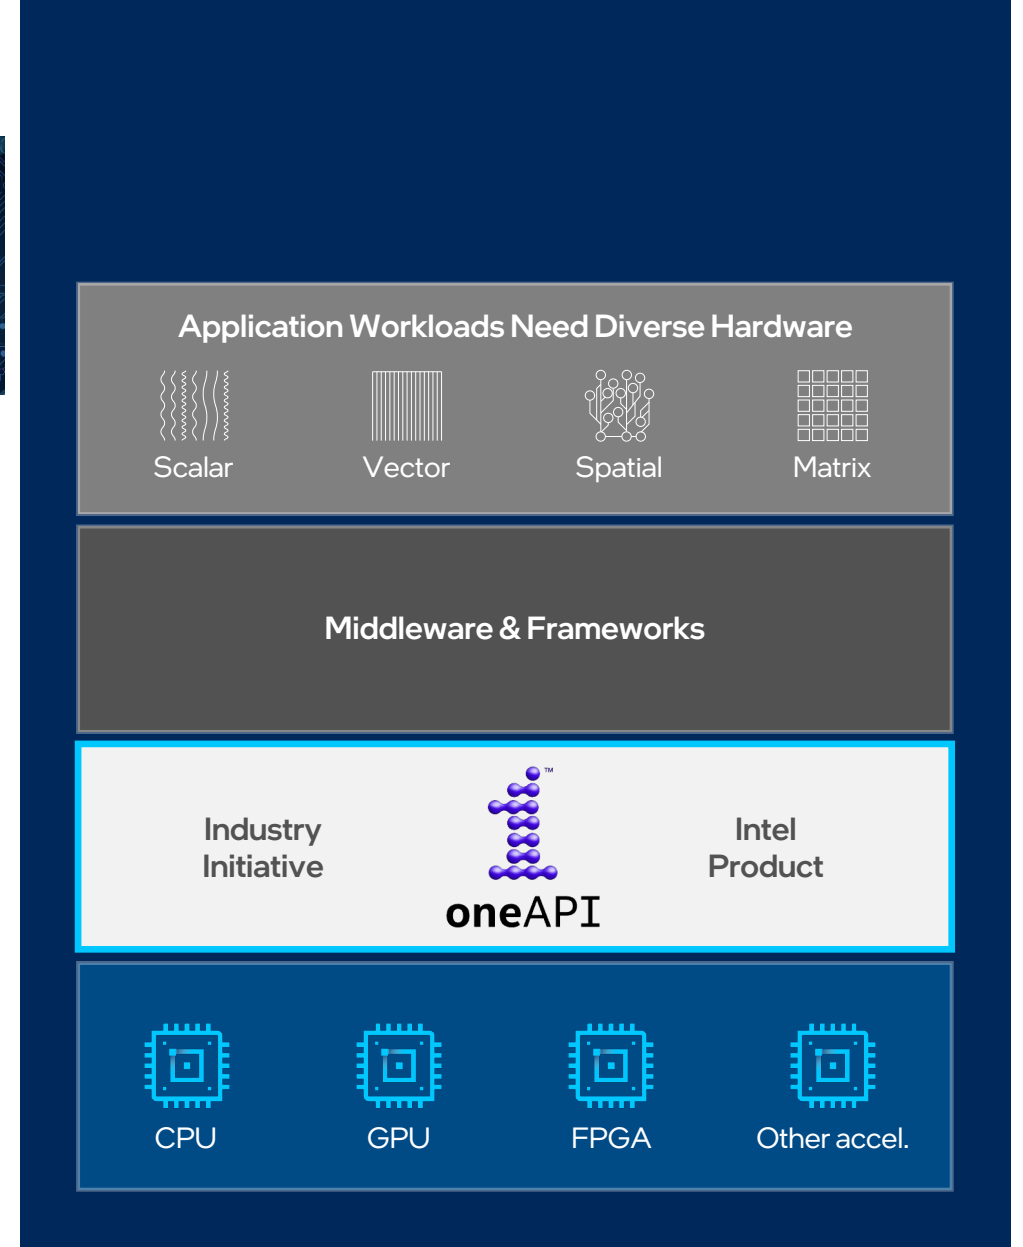 Application Workloads Need Diverse Hardware
Scalar Vector Spatial Matrix
Middleware & Frameworks
Industry
Initiative
™
oneAPI
Intel
Product
CPU GPU FPGA Other accel.